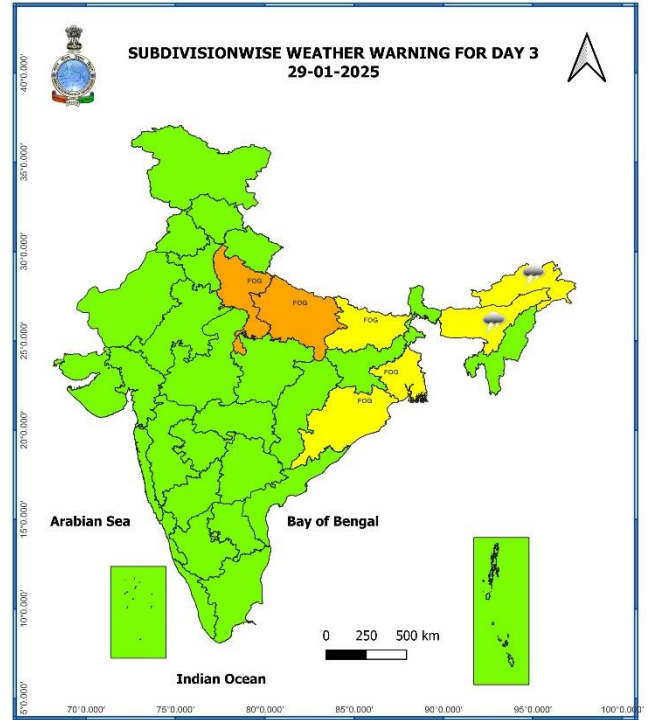 SUBDIVISIONWISE WEATHER WARNING FOR DAY 3
29-01-2025
40°0.000'
35°0.000'
30°0.000'
25°0.000'
20°0.000'
15°0.000'
10°0.000'
5°0.000'
FOG
FOG
FOG
FOG
FOG
Arabian Sea
Bay of Bengal
0 250 500 km
Indian Ocean
70°0.000' 75°0.000' 80°0.000' 85°0.000' 90°0.000' 95°0.000' 100°0.000'